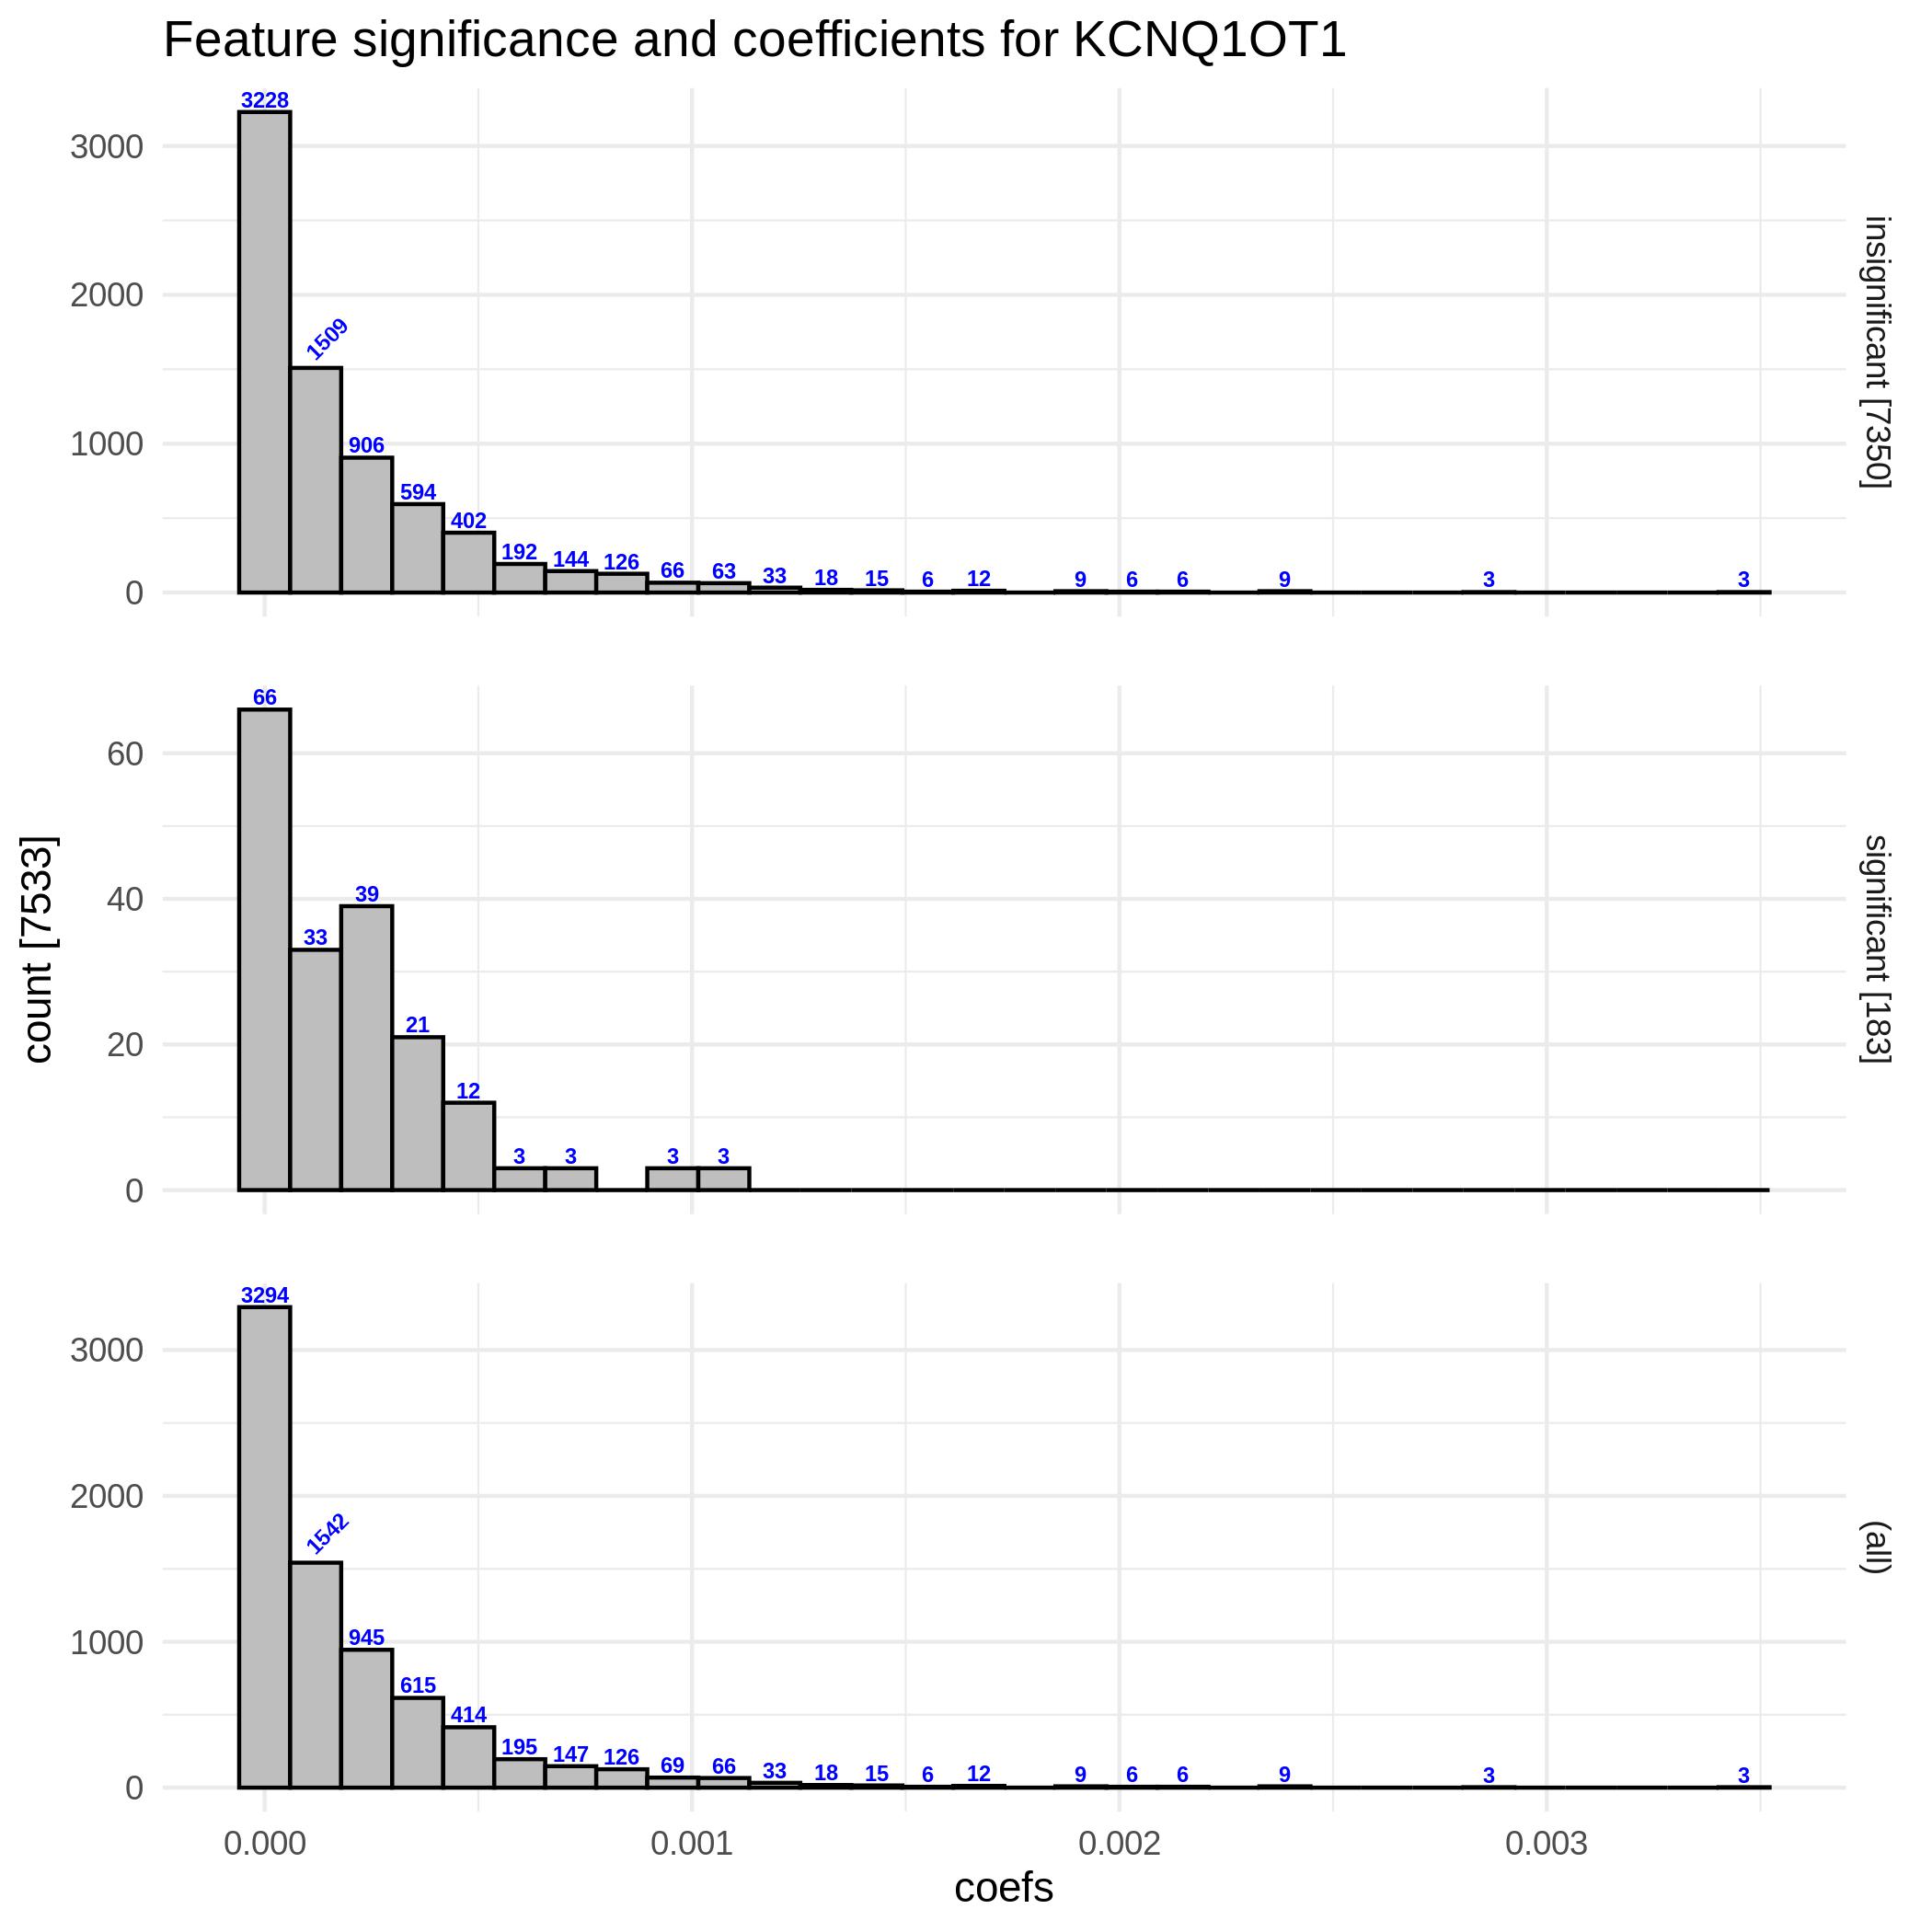 Feature significance and coefficients for KCNQ1OT1
3228
3000
2000
1509
1000
906
594
402
192 144 126 66 63 33 18 15 6 12 9 6 6 9 3 3
0
insignificant [7350]
66
60
40
39
33
21
20
12
3 3 3 3
0
significant [183]
count [7533]
3294
3000
2000
1542
1000
945
615
414
195 147 126 69 66 33 18 15 6 12 9 6 6 9 3 3
0
(all)
0.000 0.001 0.002 0.003
coefs